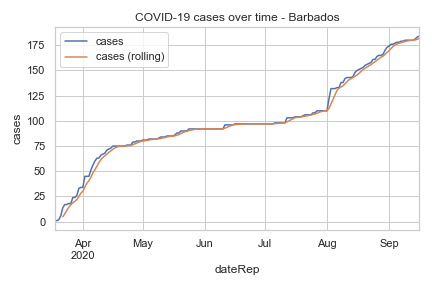 COVID-19 cases over time - Barbados
cases
cases (rolling)
175
150
125
100
75
50
25
0
cases
Apr
2020
May
Jun
Jul
Aug
Sep
dateRep